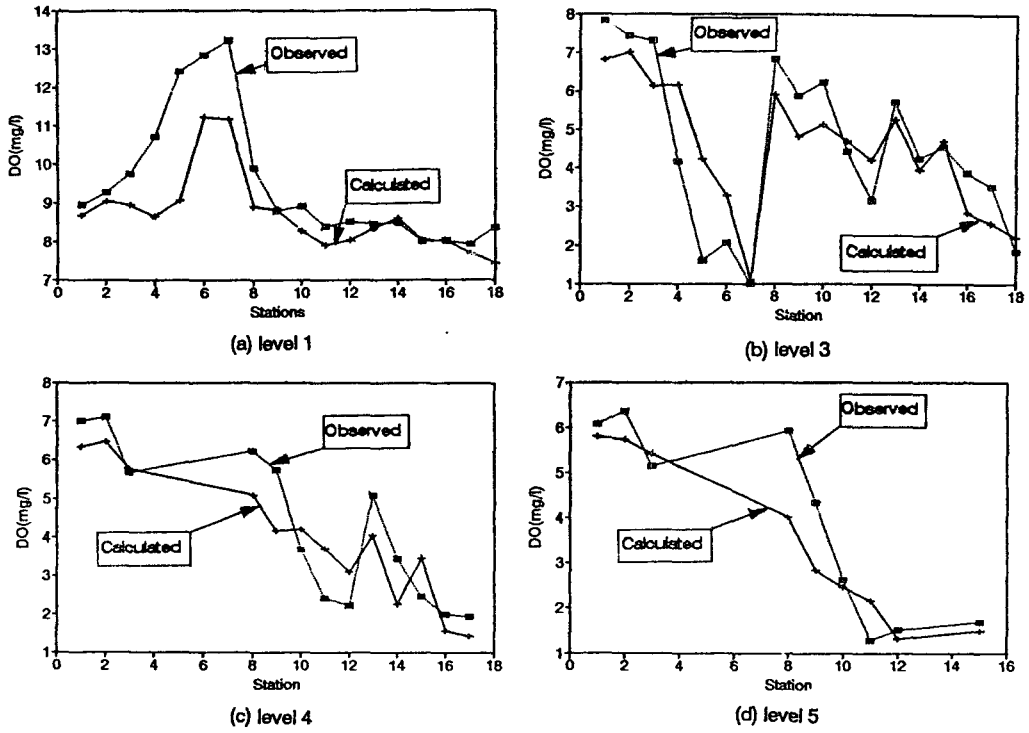 14
13
12
11
10
9
8
7
DO(mg/l)
Observed
Calculated
0 2 4 6 8 10 12 14 16 18
Stations
(a) level 1
8
7
6
5
4
3
2
1
DO(mg/l)
Observed
Calculated
0 2 4 6 8 10 12 14 16 18
Station
(b) level 3
8
7
6
5
4
3
2
1
DO(mg/l)
Observed
Calculated
0 2 4 6 8 10 12 14 16 18
Station
(c) level 4
7
6
5
4
3
2
1
DO(mg/l)
Observed
Calculated
0 2 4 6 8 10 12 14 16
Station
(d) level 5